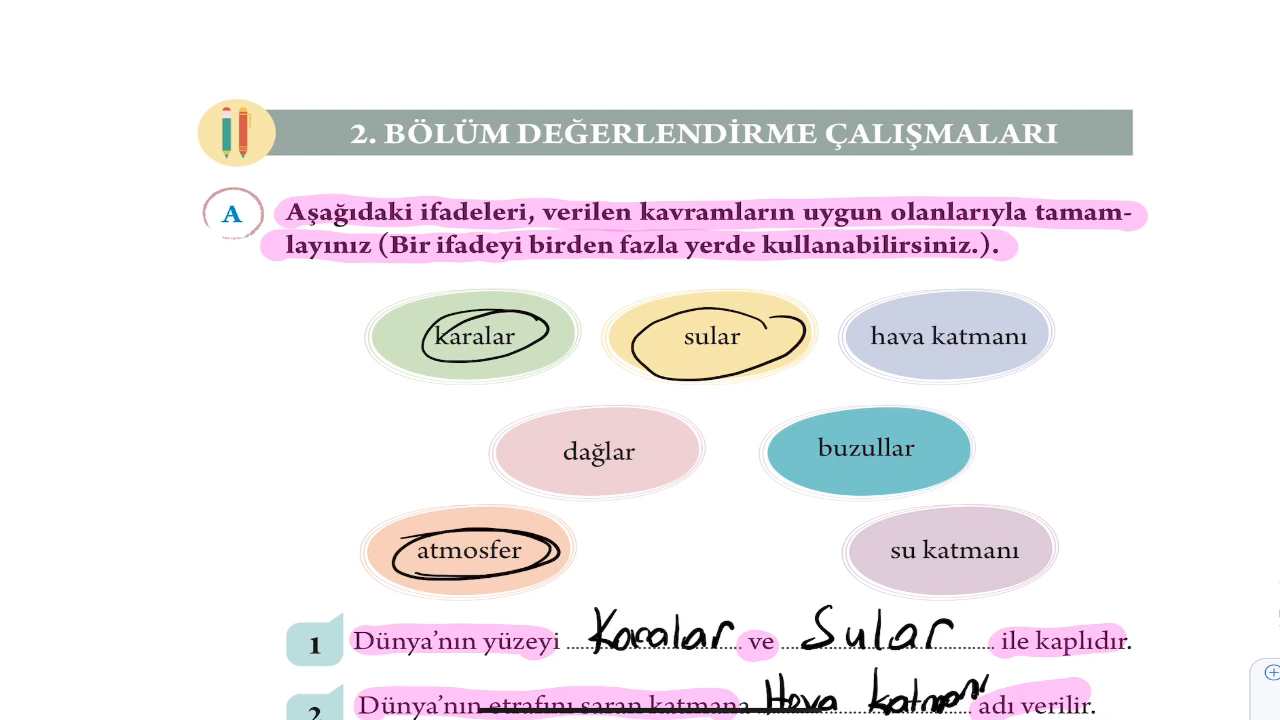 2. BÖLÜM DEĞERLENDİRME ÇALIŞMALARI
A Aşağıdaki ifadeleri, verilen kavramların uygun olanlarıyla tamam-
layınız (Bir ifadeyi birden fazla yerde kullanabilirsiniz.).
karalar sular hava katmanı
dağlar buzullar
atmosfer su katmanı
1 Dünya'nın yüzeyi Karalar ve Sular ile kaplıdır.
2 Dünya'nın etrafını saran katmana Hava katmanı adı verilir.